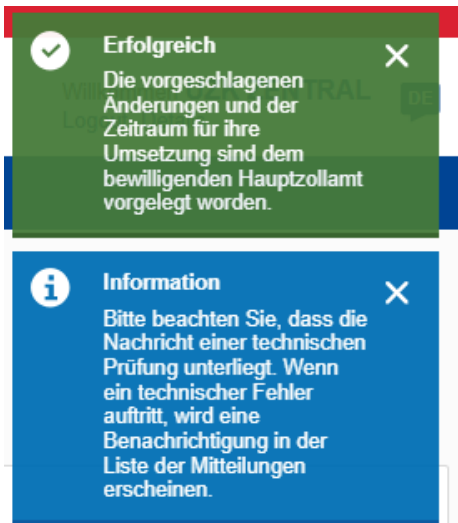 Erfolgreich
Die vorgeschlagenen
Änderungen und der
Zeitraum für ihre
Umsetzung sind dem
bewilligenden Hauptzollamt
vorgelegt worden.
DE
Information
Bitte beachten Sie, dass die
Nachricht einer technischen
Prüfung unterliegt. Wenn
ein technischer Fehler
auftritt, wird eine
Benachrichtigung in der
Liste der Mitteilungen
erscheinen.